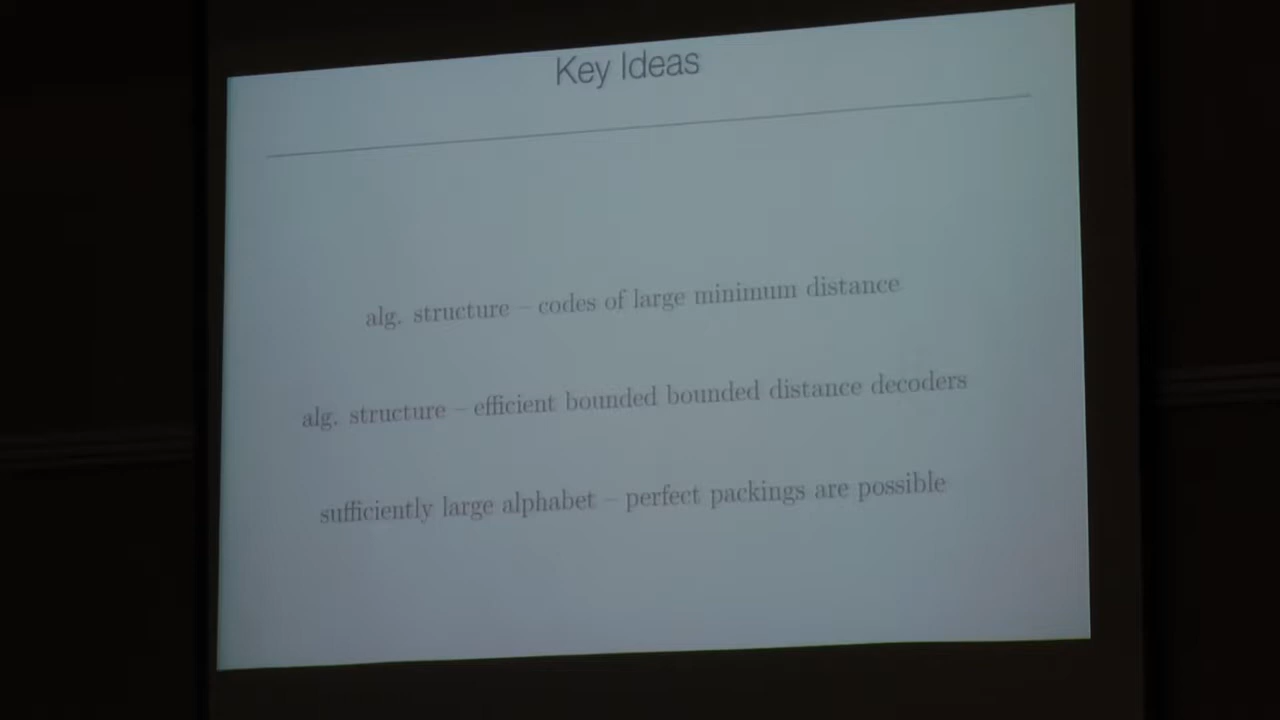 Key Ideas
alg. structure – codes of large minimum distance
alg. structure – efficient bounded bounded distance decoders
sufficiently large alphabet – perfect packings are possible